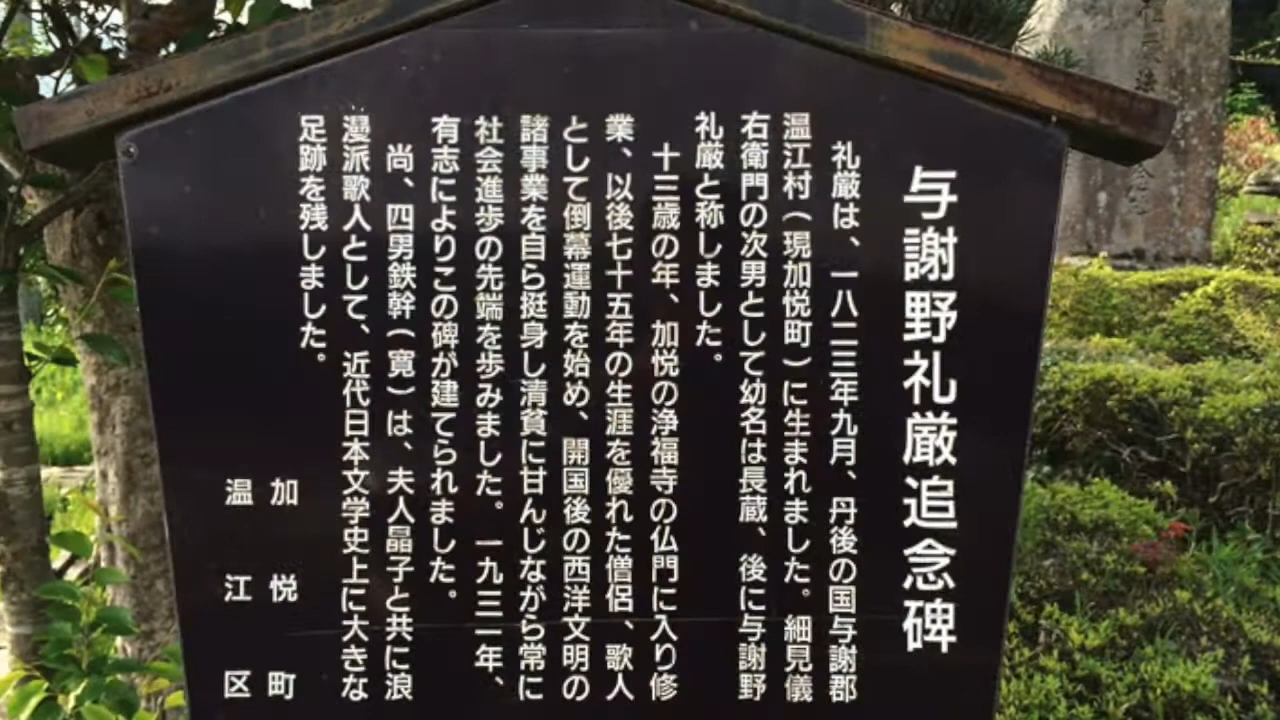 与謝野礼厳追念碑
礼厳は、一八二三年九月、丹後の国与謝郡
温江村（現加悦町）に生まれました。細見儀
右衛門の次男として幼名は長蔵、後に与謝野
礼厳と称しました。
十三歳の年、加悦の浄福寺の仏門に入り修
業、以後七十五年の生涯を優れた僧侶、歌人
として倒幕運動を始め、開国後の西洋文明の
諸事業を自ら挺身し清貧に甘んじながら常に
社会進歩の先端を歩みました。一九三一年、
有志によりこの碑が建てられました。
尚、四男鉄幹（寛）は、夫人晶子と共に浪
漫派歌人として、近代日本文学史上に大きな
足跡を残しました。
加悦町
温江区